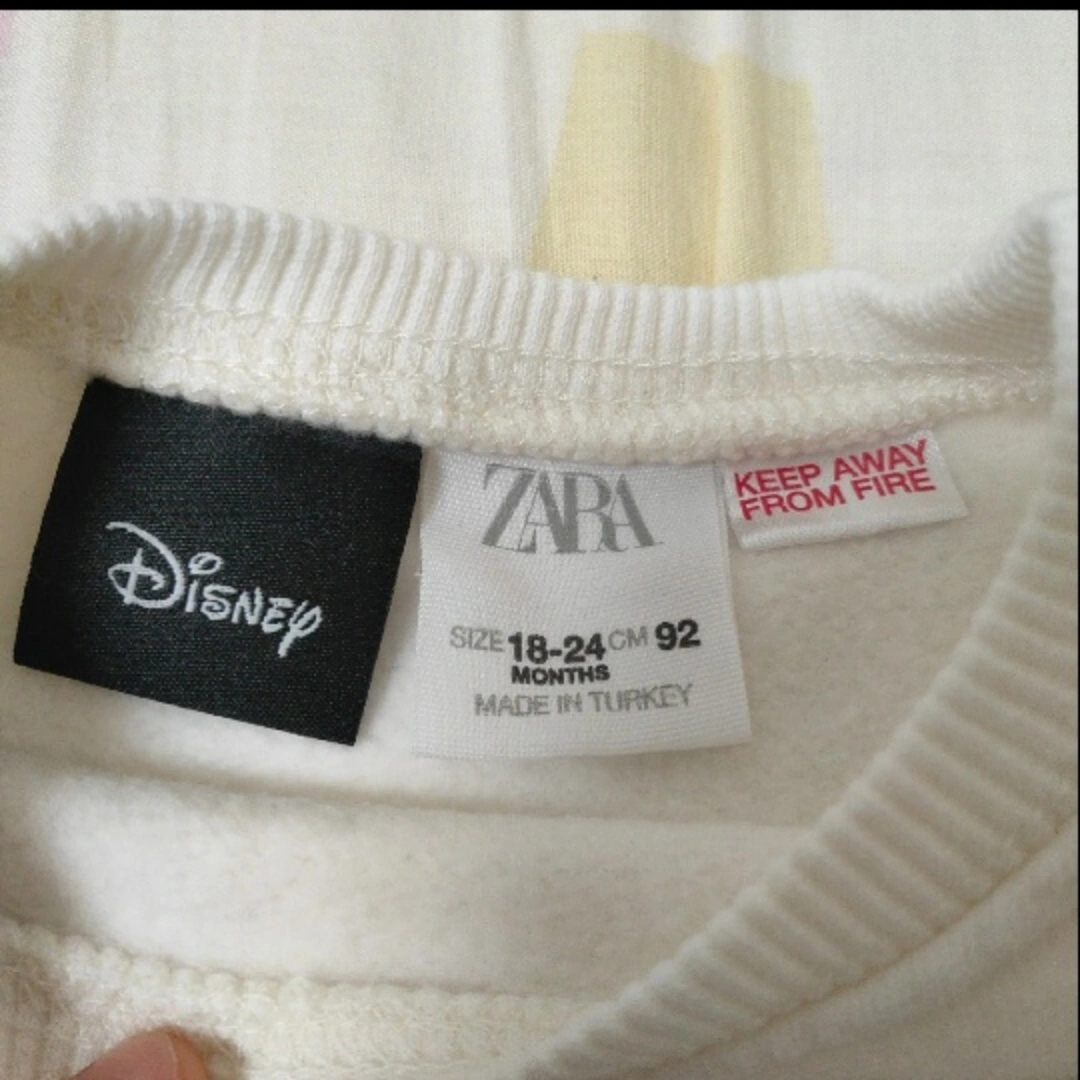 Disney
ZARA
SIZE 18-24 CM 92
MONTHS
MADE IN TURKEY
KEEP AWAY
FROM FIRE